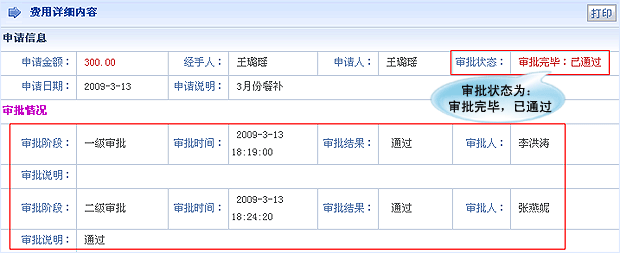 费用详细内容
打印
申请信息
申请金额： 300.00 经手人： 王璐瑶 申请人： 王璐瑶 审批状态： 审批完毕：已通过
申请日期： 2009-3-13 申请说明： 3月份餐补
审批状态为：
审批完毕，已通过
审批情况
审批阶段： 一级审批 审批时间： 2009-3-13 18:19:00 审批结果： 通过 审批人： 李洪涛
审批说明：
审批阶段： 二级审批 审批时间： 2009-3-13 18:24:20 审批结果： 通过 审批人： 张燕妮
审批说明： 通过